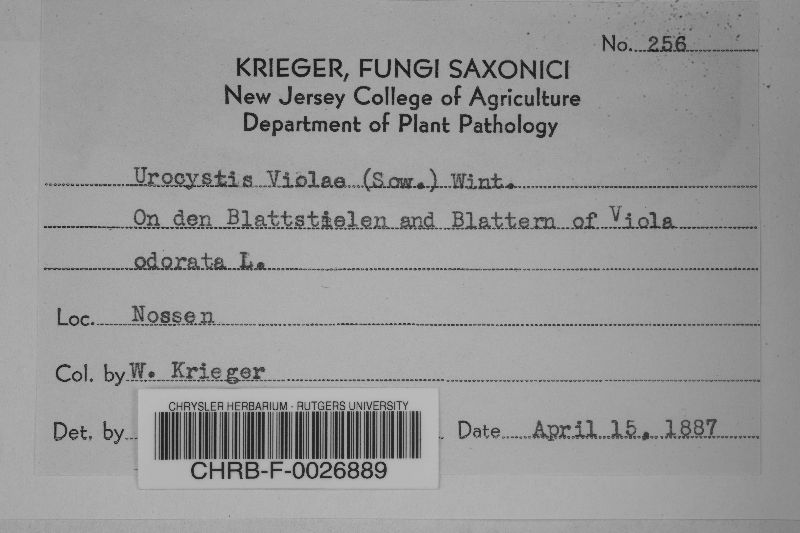 No. 256
KRIEGER, FUNGI SAXONICI
New Jersey College of Agriculture
Department of Plant Pathology
Urocystis Violae (Sow.) Wint.
On den Blattstielen and Blattern of Viola
odorata L.
Loc. Nossen
Col. by W. Krieger
Det. by
Date April 15, 1887
CHRYSLER HERBARIUM - RUTGERS UNIVERSITY
CHRB-F-0026889